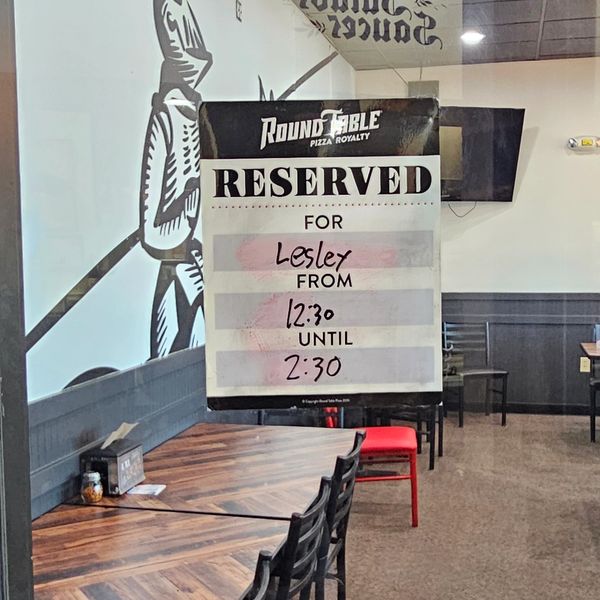 ROUND TABLE
PIZZA ROYALTY
RESERVED
FOR
Lesley
FROM
12:30
UNTIL
2:30